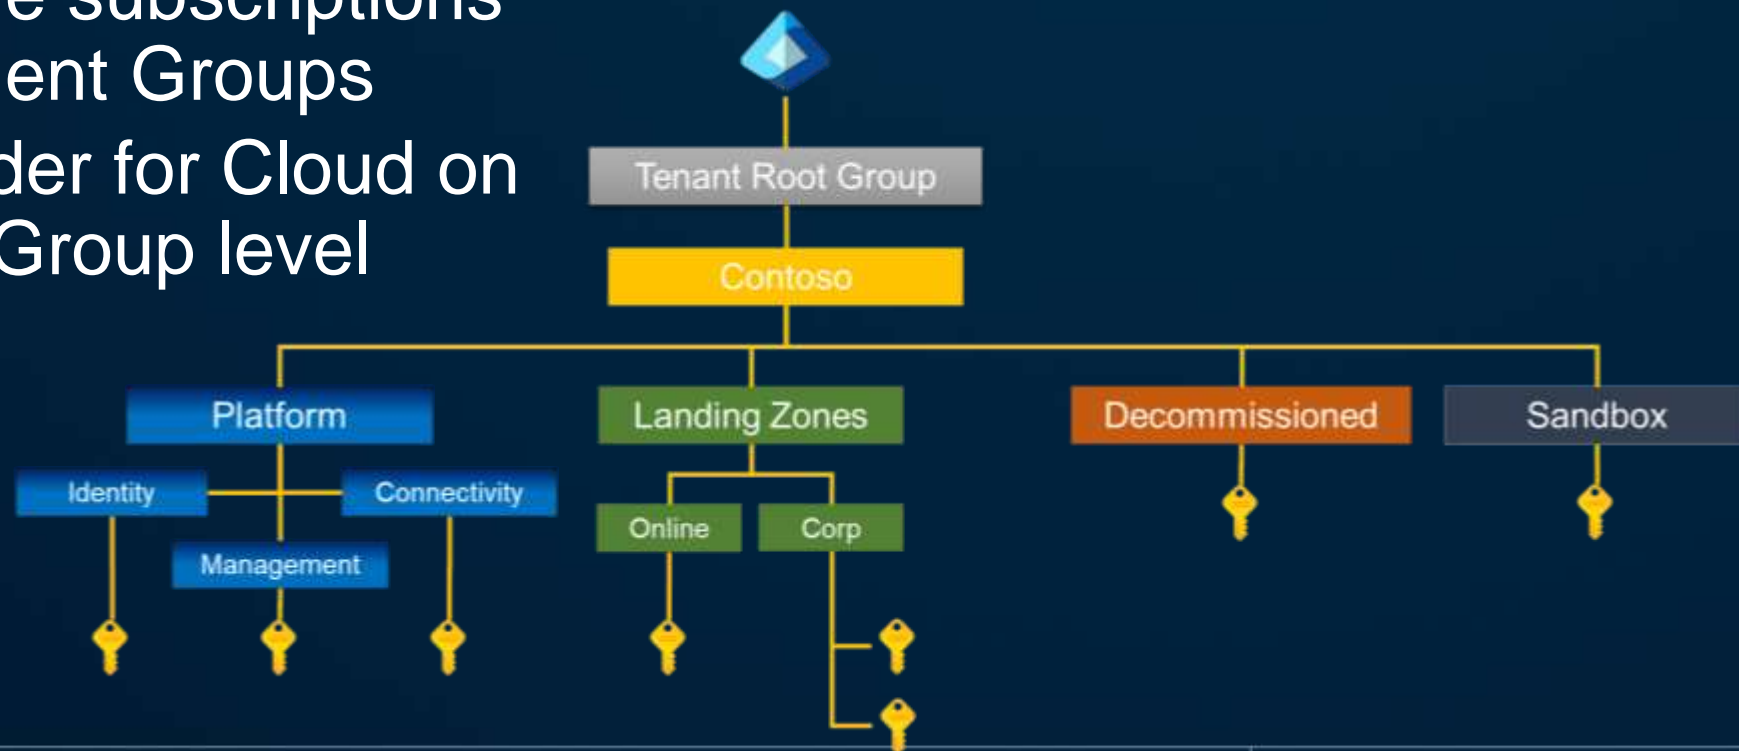 e subscriptions
ent Groups
der for Cloud on
Group level
Tenant Root Group
Contoso
Platform
Landing Zones
Decommissioned
Sandbox
Identity
Connectivity
Management
Online
Corp